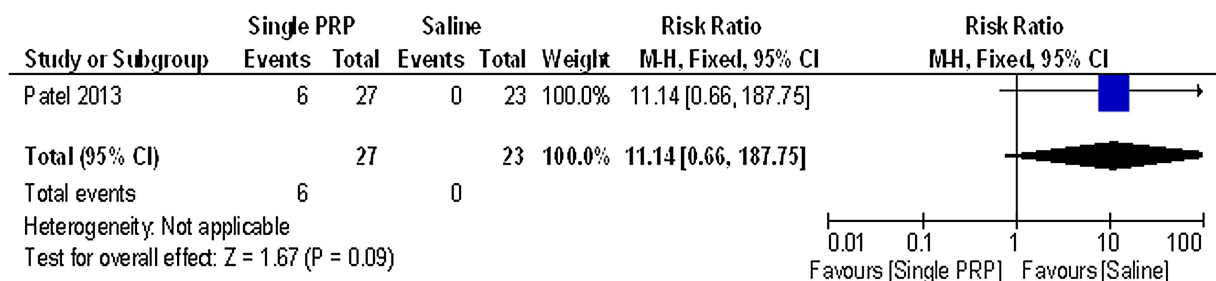 Single PRP Saline Risk Ratio Risk Ratio
Study or Subgroup Events Total Events Total Weight M-H, Fixed, 95% CI M-H, Fixed, 95% CI
Patel 2013 6 27 0 23 100.0% 11.14 [0.66, 187.75]
Total (95% CI) 27 23 100.0% 11.14 [0.66, 187.75]
Total events 6 0
Heterogeneity: Not applicable
Test for overall effect: Z = 1.67 (P = 0.09)
0.01 0.1 1 10 100
Favours [Single PRP] Favours [Saline]